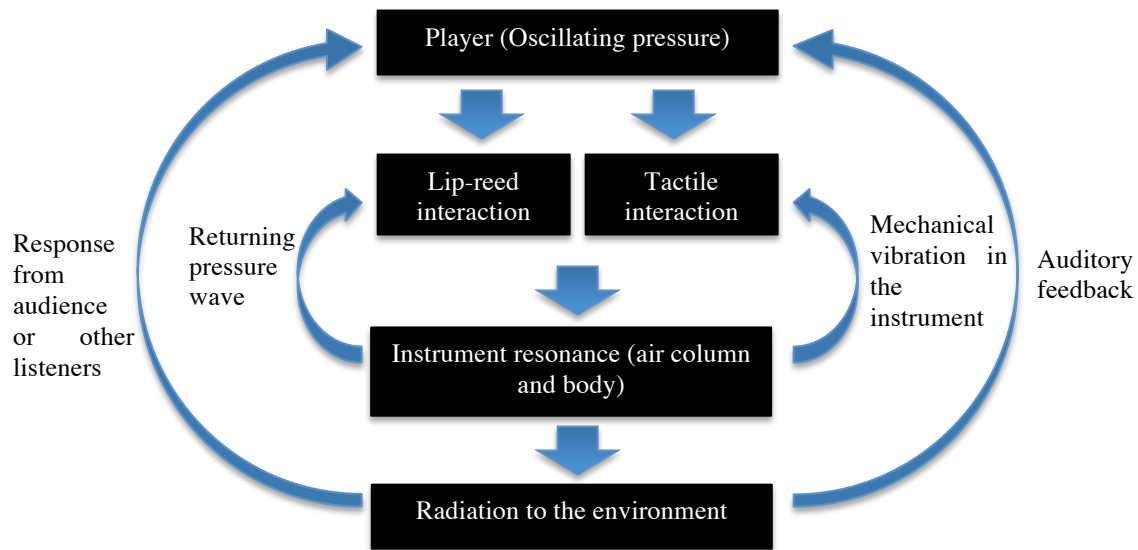 Player (Oscillating pressure)
Lip-reed
interaction
Tactile
interaction
Response
from
audience
or other
listeners
Returning
pressure
wave
Mechanical
vibration in
the
instrument
Auditory
feedback
Instrument resonance (air column
and body)
Radiation to the environment